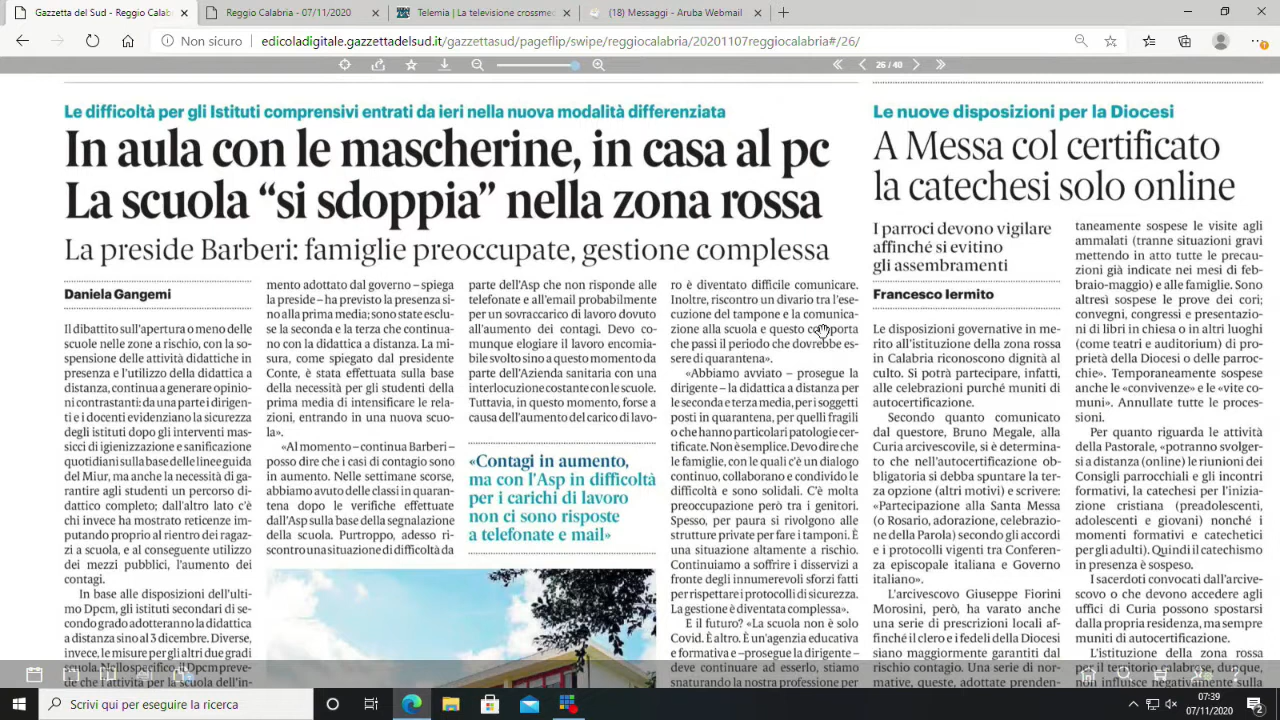 Gazzetta del Sud - Reggio Calab
Reggio Calabria - 07/11/2020
Telemia | La televisione crossmed
(18) Messaggi - Aruba Webmail
Non sicuro
edicoladigitale.gazzettadelsud.it/gazzettasud/pageflip/swipe/reggiocalabria/20201107reggiocalabria#/26/
26 / 40
Le difficoltà per gli Istituti comprensivi entrati da ieri nella nuova modalità differenziata
In aula con le mascherine, in casa al pc
La scuola “si sdoppia” nella zona rossa
La preside Barberi: famiglie preoccupate, gestione complessa
Daniela Gangemi
Il dibattito sull'apertura o meno delle
scuole nelle zone a rischio, con la so-
spensione delle attività didattiche in
presenza e l'utilizzo della didattica a
distanza, continua a generare opinio-
ni contrastanti: da una parte i dirigen-
ti e i docenti evidenziano la sicurezza
degli istituti dopo gli interventi mas-
sicci di igienizzazione e sanificazione
quotidiani sulla base delle linee guida
del Miur, ma anche la necessità di ga-
rantire agli studenti un percorso di-
dattico completo; dall'altro lato c'è
chi invece ha mostrato reticenze im-
putando proprio al rientro dei ragaz-
zi a scuola, e al conseguente utilizzo
dei mezzi pubblici, l'aumento dei
contagi.
In base alle disposizioni dell'ulti-
mo Dpcm, gli istituti secondari di se-
condo grado adotteranno la didattica
a distanza sino al 3 dicembre. Diverse,
invece, le misure per gli altri due gradi
scuola. Nello specifico, il Dpcm preve-
de che l'attività per la scuola dell'in-
mento adottato dal governo – spiega
la preside – ha previsto la presenza si-
no alla prima media; sono state esclu-
se la seconda e la terza che continua-
no con la didattica a distanza. La mi-
sura, come spiegato dal presidente
Conte, è stata effettuata sulla base
della necessità per gli studenti della
prima media di intensificare le rela-
zioni, entrando in una nuova scuo-
la».
«Al momento – continua Barberi –
posso dire che i casi di contagio sono
in aumento. Nelle settimane scorse,
abbiamo avuto delle classi in quaran-
tena dopo le verifiche effettuate
dall'Asp sulla base della segnalazione
della scuola. Purtroppo, adesso ri-
scontro una situazione di difficoltà da
parte dell'Asp che non risponde alle
telefonate e all'email probabilmente
per un sovraccarico di lavoro dovuto
all'aumento dei contagi. Devo co-
munque elogiare il lavoro encomia-
bile svolto sino a questo momento da
parte dell'Azienda sanitaria con una
interlocuzione costante con le scuole.
Tuttavia, in questo momento, forse a
causa dell'aumento del carico di lavo-
«Contagi in aumento,
ma con l'Asp in difficoltà
per i carichi di lavoro
non ci sono risposte
a telefonate e mail»
ro è diventato difficile comunicare.
Inoltre, riscontro un divario tra l'ese-
cuzione del tampone e la comunica-
zione alla scuola e questo comporta
che passi il periodo che dovrebbe es-
sere di quarantena».
«Abbiamo avviato – prosegue la
dirigente – la didattica a distanza per
le seconda e terza media, per i soggetti
posti in quarantena, per quelli fragili
o che hanno particolari patologie cer-
tificate. Non è semplice. Devo dire che
le famiglie, con le quali c'è un dialogo
continuo, collaborano e condivido le
difficoltà e sono solidali. C'è molta
preoccupazione però tra i genitori.
Spesso, per paura si rivolgono alle
strutture private per fare i tamponi. È
una situazione altamente a rischio.
Continuiamo a soffrire i disservizi a
fronte degli innumerevoli sforzi fatti
per rispettare i protocolli di sicurezza.
La gestione è diventata complessa».
E il futuro? «La scuola non è solo
Covid. È altro. È un'agenzia educativa
e formativa e –prosegue la dirigente –
deve continuare ad esserlo, stiamo
snaturando la nostra professione per
Le nuove disposizioni per la Diocesi
A Messa col certificato
la catechesi solo online
I parroci devono vigilare
affinché si evitino
gli assembramenti
Francesco Iermito
Le disposizioni governative in me-
rito all'istituzione della zona rossa
in Calabria riconoscono dignità al
culto. Si potrà partecipare, infatti,
alle celebrazioni purché muniti di
autocertificazione.
Secondo quanto comunicato
dal questore, Bruno Megale, alla
Curia arcivescovile, si è determina-
to che nell'autocertificazione ob-
bligatoria si debba spuntare la ter-
za opzione (altri motivi) e scrivere:
«Partecipazione alla Santa Messa
(o Rosario, adorazione, celebrazio-
ne della Parola) secondo gli accordi
e i protocolli vigenti tra Conferen-
za episcopale italiana e Governo
italiano».
L'arcivescovo Giuseppe Fiorini
Morosini, però, ha varato anche
una serie di prescrizioni locali af-
finché il clero e i fedeli della Diocesi
siano maggiormente garantiti dal
rischio contagio. Una serie di nor-
mative, queste, adottate prenden-
taneamente sospese le visite agli
ammalati (tranne situazioni gravi
mettendo in atto tutte le precau-
zioni già indicate nei mesi di feb-
braio-maggio) e alle famiglie. Sono
altresì sospese le prove dei cori;
convegni, congressi e presentazio-
ni di libri in chiesa o in altri luoghi
(come teatri e auditorium) di pro-
prietà della Diocesi o delle parroc-
chie». Temporaneamente sospese
anche le «convivenze» e le «vite co-
muni». Annullate tutte le proces-
sioni.
Per quanto riguarda le attività
della Pastorale, «potranno svolger-
si a distanza (online) le riunioni dei
Consigli parrocchiali e gli incontri
formativi, la catechesi per l'inizia-
zione cristiana (preadolescenti,
adolescenti e giovani) nonché i
momenti formativi e catechetici
per gli adulti). Quindi il catechismo
in presenza è sospeso.
I sacerdoti convocati dall'arcive-
scovo o che devono accedere agli
uffici di Curia possono spostarsi
dalla propria residenza, ma sempre
muniti di autocertificazione.
L'istituzione della zona rossa
per il territorio calabrese, dunque,
non influisce negativamente sulla
Scrivi qui per eseguire la ricerca
07:39
07/11/2020
2